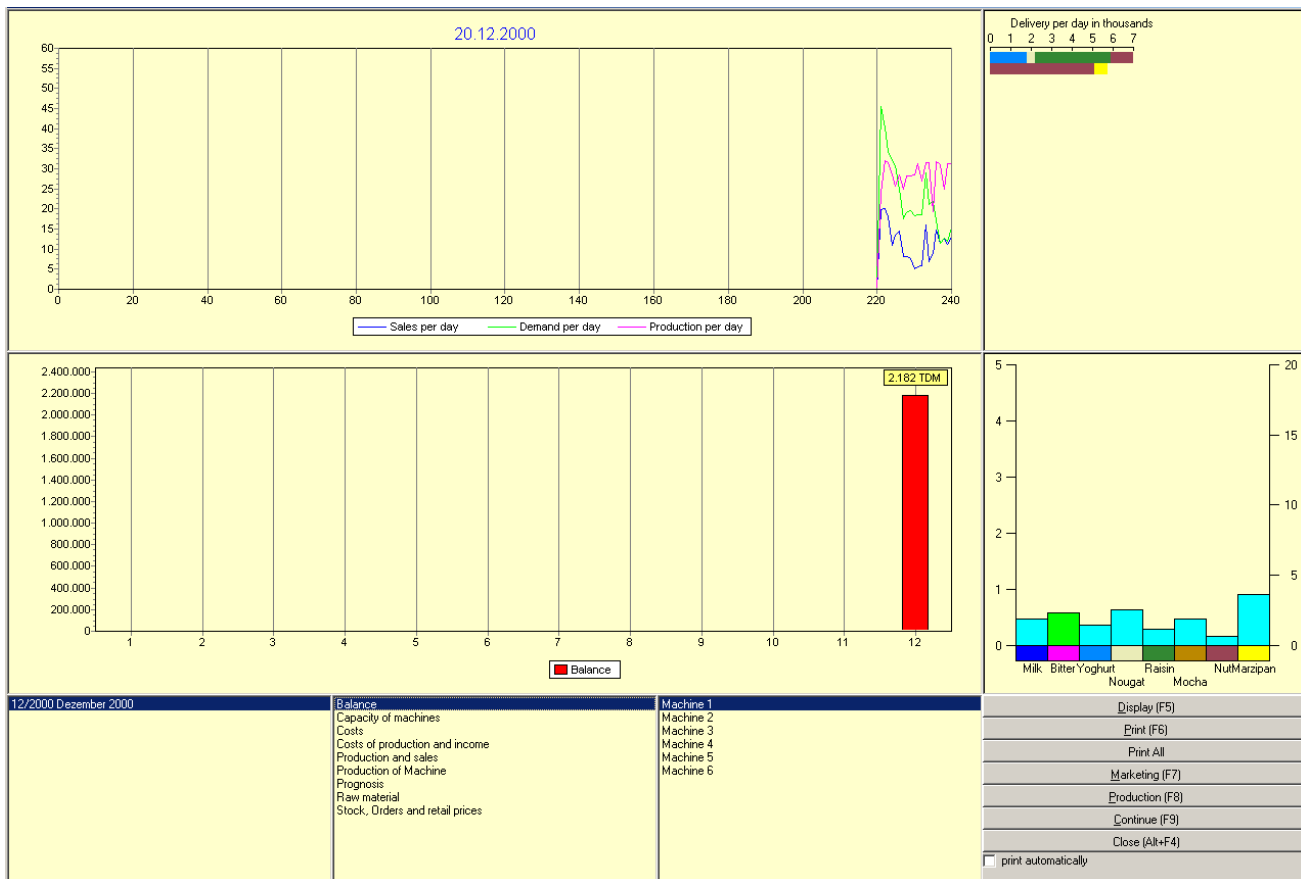 20.12.2000
60
55
50
45
40
35
30
25
20
15
10
5
0
0 20 40 60 80 100 120 140 160 180 200 220 240
Sales per day Demand per day Production per day
Delivery per day in thousands
0 1 2 3 4 5 6 7
2.400.000
2.200.000
2.000.000
1.800.000
1.600.000
1.400.000
1.200.000
1.000.000
800.000
600.000
400.000
200.000
0
2.182 TDM
1 2 3 4 5 6 7 8 9 10 11 12
Balance
5 20
4 15
3 10
2 5
1 0
0
Milk Bitter Yoghurt Raisin Nut Marzipan
Nougat Mocha
12/2000 Dezember 2000
Balance
Capacity of machines
Costs
Costs of production and income
Production and sales
Production of Machine
Prognosis
Raw material
Stock, Orders and retail prices
Machine 1
Machine 2
Machine 3
Machine 4
Machine 5
Machine 6
Display (F5)
Print (F6)
Print All
Marketing (F7)
Production (F8)
Continue (F9)
Close (Alt+F4)
print automatically